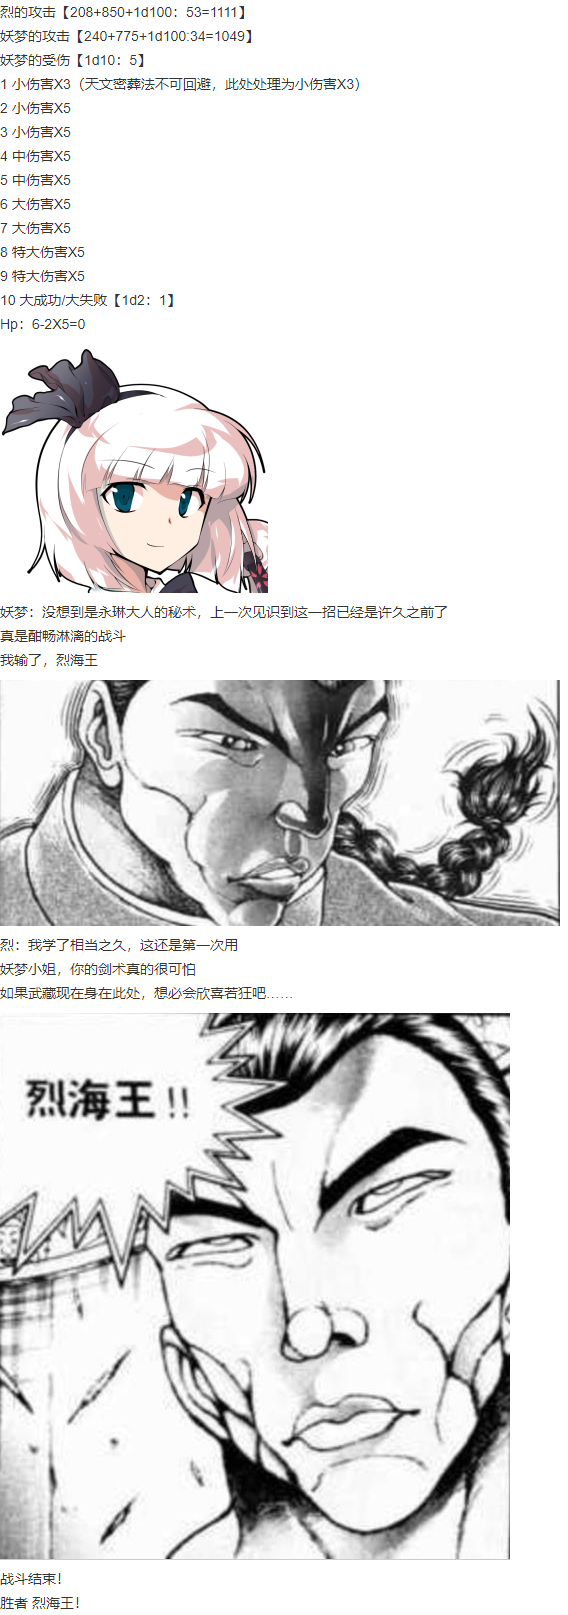 烈的攻击【208+850+1d100：53=1111】
妖梦的攻击【240+775+1d100:34=1049】
妖梦的受伤【1d10：5】
1 小伤害X3（天文密葬法不可回避，此处处理为小伤害X3）
2 小伤害X5
3 小伤害X5
4 中伤害X5
5 中伤害X5
6 大伤害X5
7 大伤害X5
8 特大伤害X5
9 特大伤害X5
10 大成功/大失败【1d2：1】
Hp：6-2X5=0
妖梦：没想到是永琳大人的秘术，上一次见识到这一招已经是许久之前了
真是酣畅淋漓的战斗
我输了，烈海王
烈：我学了相当之久，这还是第一次用
妖梦小姐，你的剑术真的很可怕
如果武藏现在身在此处，想必会欣喜若狂吧……
烈海王!!
战斗结束！
胜者 烈海王！